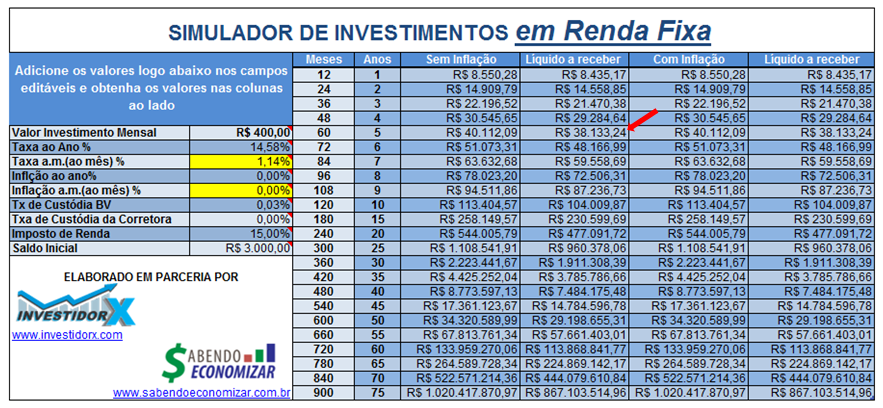 SIMULADOR DE INVESTIMENTOS em Renda Fixa
Adicione os valores logo abaixo nos campos
editáveis e obtenha os valores nas colunas
ao lado
Valor Investimento Mensal R$ 400,00
Taxa ao Ano % 14,58%
Taxa a.m.(ao mês) % 1,14%
Inflção ao ano% 0,00%
Inflação a.m.(ao mês) % 0,00%
Tx de Custódia BV 0,03%
Txa de Custódia da Corretora 0,00%
Imposto de Renda 15,00%
Saldo Inicial R$ 3.000,00
ELABORADO EM PARCERIA POR
INVESTIDORX
www.investidorx.com
SABENDO
ECONOMIZAR
www.sabendoeconomizar.com.br
Meses Anos Sem Inflação Liquido a receber Com Inflação Liquido a receber
12 1 R$ 8.550,28 R$ 8.435,17 R$ 8.550,28 R$ 8.435,17
24 2 R$ 14.909,79 R$ 14.558,85 R$ 14.909,79 R$ 14.558,85
36 3 R$ 22.196,52 R$ 21.470,38 R$ 22.196,52 R$ 21.470,38
48 4 R$ 30.545,65 R$ 29.284,64 R$ 30.545,65 R$ 29.284,64
60 5 R$ 40.112,09 R$ 38.133,24 R$ 40.112,09 R$ 38.133,24
72 6 R$ 51.073,31 R$ 48.166,99 R$ 51.073,31 R$ 48.166,99
84 7 R$ 63.632,68 R$ 59.558,69 R$ 63.632,68 R$ 59.558,69
96 8 R$ 78.023,20 R$ 72.506,31 R$ 78.023,20 R$ 72.506,31
108 9 R$ 94.511,86 R$ 87.236,73 R$ 94.511,86 R$ 87.236,73
120 10 R$ 113.404,57 R$ 104.009,87 R$ 113.404,57 R$ 104.009,87
180 15 R$ 258.149,57 R$ 230.599,69 R$ 258.149,57 R$ 230.599,69
240 20 R$ 544.005,79 R$ 477.091,72 R$ 544.005,79 R$ 477.091,72
300 25 R$ 1.108.541,91 R$ 960.378,06 R$ 1.108.541,91 R$ 960.378,06
360 30 R$ 2.223.441,67 R$ 1.911.308,39 R$ 2.223.441,67 R$ 1.911.308,39
420 35 R$ 4.425.252,04 R$ 3.785.786,66 R$ 4.425.252,04 R$ 3.785.786,66
480 40 R$ 8.773.597,13 R$ 7.484.175,48 R$ 8.773.597,13 R$ 7.484.175,48
540 45 R$ 17.361.123,67 R$ 14.784.596,78 R$ 17.361.123,67 R$ 14.784.596,78
600 50 R$ 34.320.589,99 R$ 29.198.655,31 R$ 34.320.589,99 R$ 29.198.655,31
660 55 R$ 67.813.761,34 R$ 57.661.403,01 R$ 67.813.761,34 R$ 57.661.403,01
720 60 R$ 133.959.270,06 R$ 113.868.841,77 R$ 133.959.270,06 R$ 113.868.841,77
780 65 R$ 264.589.728,34 R$ 224.869.142,17 R$ 264.589.728,34 R$ 224.869.142,17
840 70 R$ 522.571.214,36 R$ 444.079.610,84 R$ 522.571.214,36 R$ 444.079.610,84
900 75 R$ 1.020.417.870,97 R$ 867.103.514,96 R$ 1.020.417.870,97 R$ 867.103.514,96